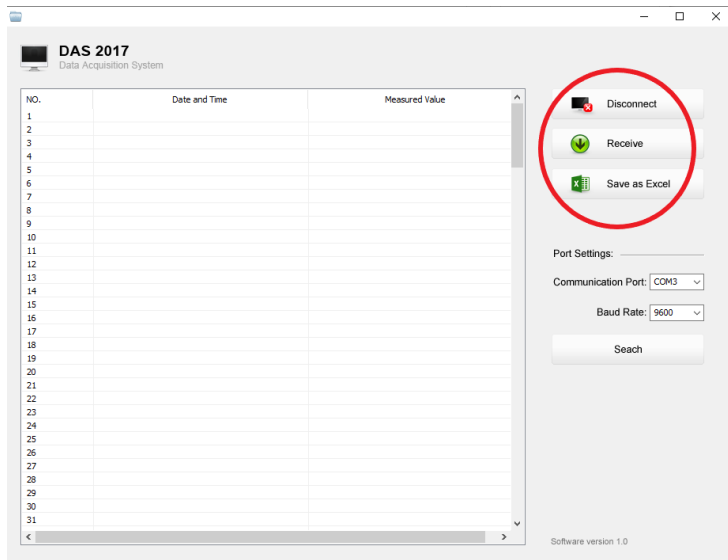 DAS 2017
Data Acquisition System
NO. Date and Time Measured Value
1
2
3
4
5
6
7
8
9
10
11
12
13
14
15
16
17
18
19
20
21
22
23
24
25
26
27
28
29
30
31
Disconnect
Receive
Save as Excel
Port Settings:
Communication Port: COM3
Baud Rate: 9600
Seach
Software version 1.0